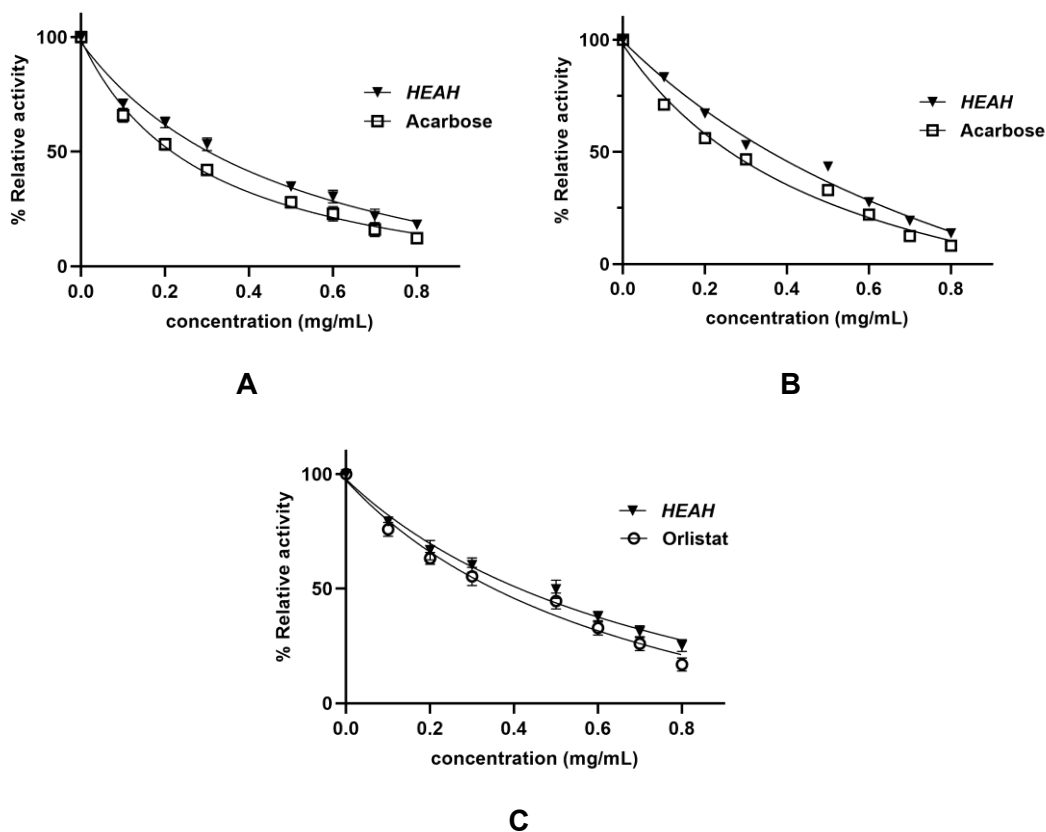 % Relative activity
100
50
0
0.0 0.2 0.4 0.6 0.8
concentration (mg/mL)
HEAH
Acarbose
A
% Relative activity
100
50
0
0.0 0.2 0.4 0.6 0.8
concentration (mg/mL)
HEAH
Acarbose
B
% Relative activity
100
50
0
0.0 0.2 0.4 0.6 0.8
concentration (mg/mL)
HEAH
Orlistat
C